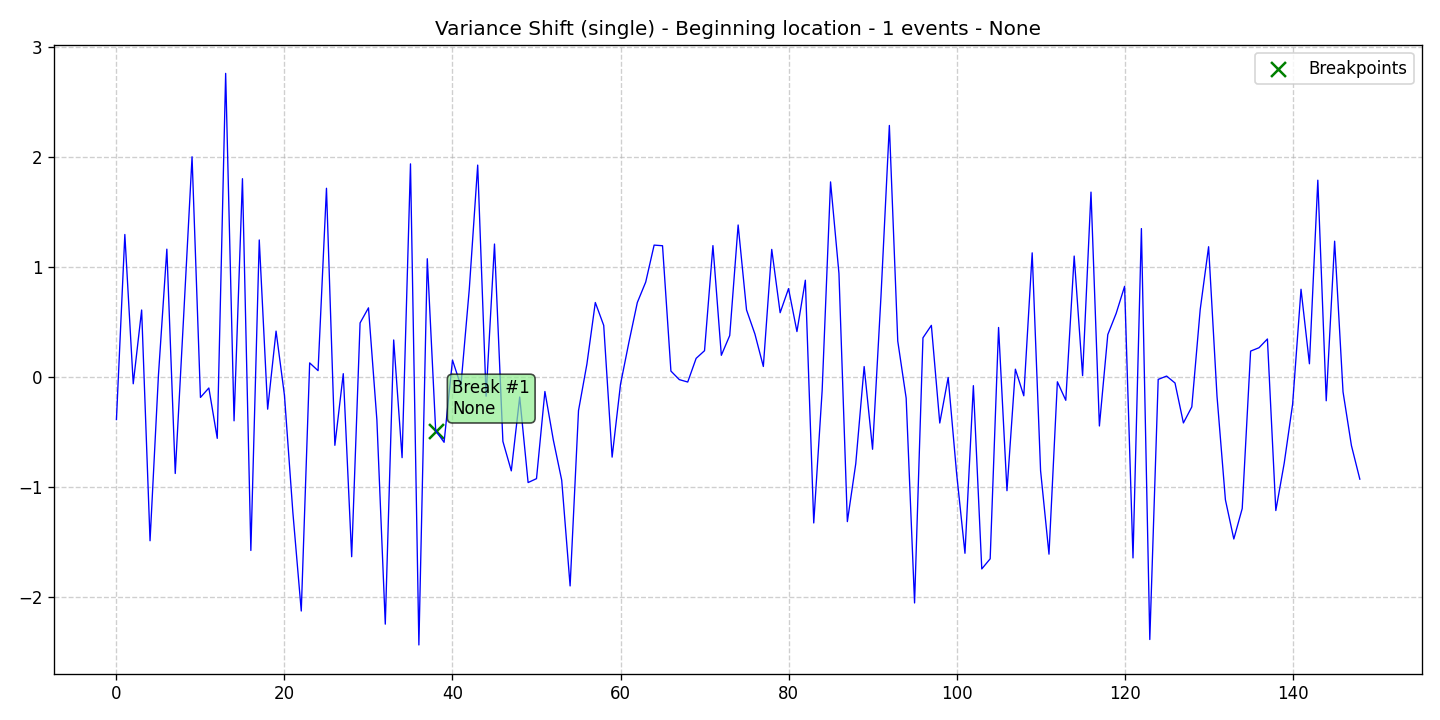 Variance Shift (single) - Beginning location - 1 events - None
3
2
1
0
−1
−2
Breakpoints
Break #1
None
0 20 40 60 80 100 120 140